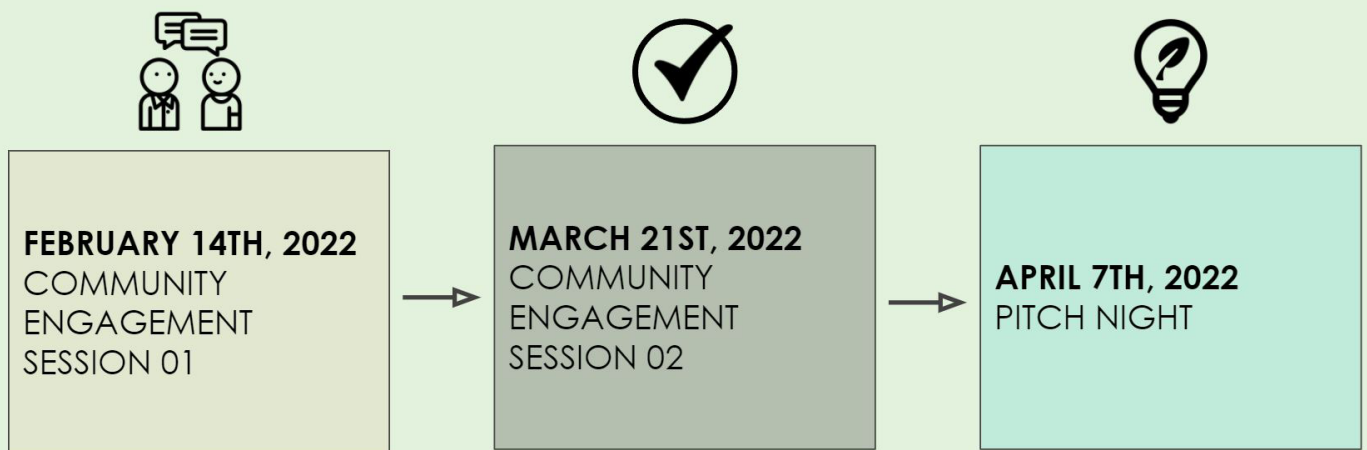 FEBRUARY 14TH, 2022
COMMUNITY
ENGAGEMENT
SESSION 01
MARCH 21ST, 2022
COMMUNITY
ENGAGEMENT
SESSION 02
APRIL 7TH, 2022
PITCH NIGHT